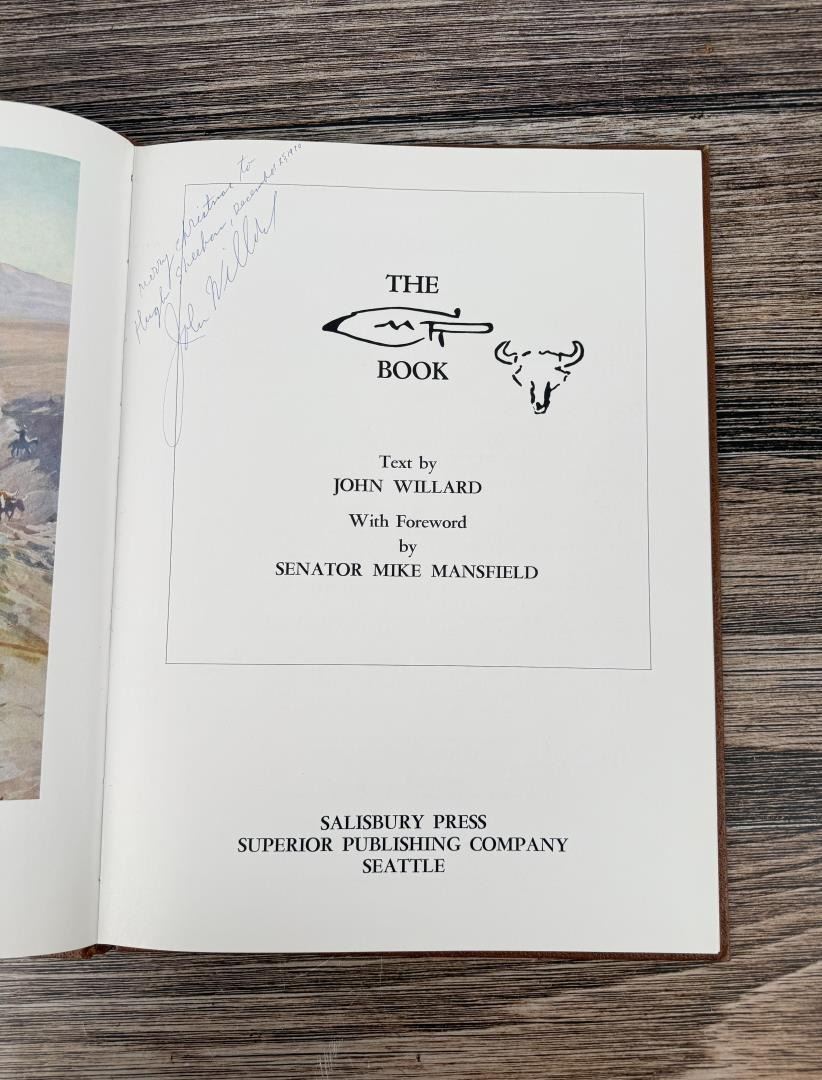 Merry Christmas to
Hugh Sheehan, December 25, 1970
John Willard
THE
BOOK
Text by
JOHN WILLARD
With Foreword
by
SENATOR MIKE MANSFIELD
SALISBURY PRESS
SUPERIOR PUBLISHING COMPANY
SEATTLE